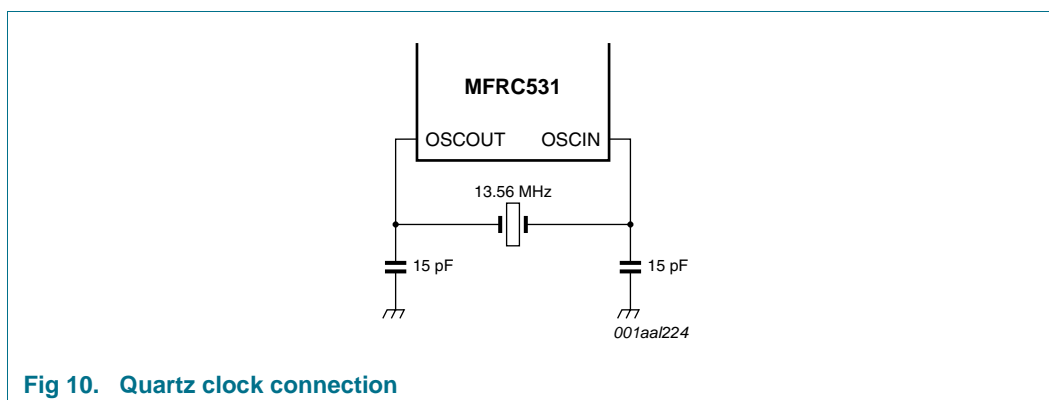 MFRC531
OSCOUT OSCIN
13.56 MHz
15 pF 15 pF
001aal224
Fig 10. Quartz clock connection